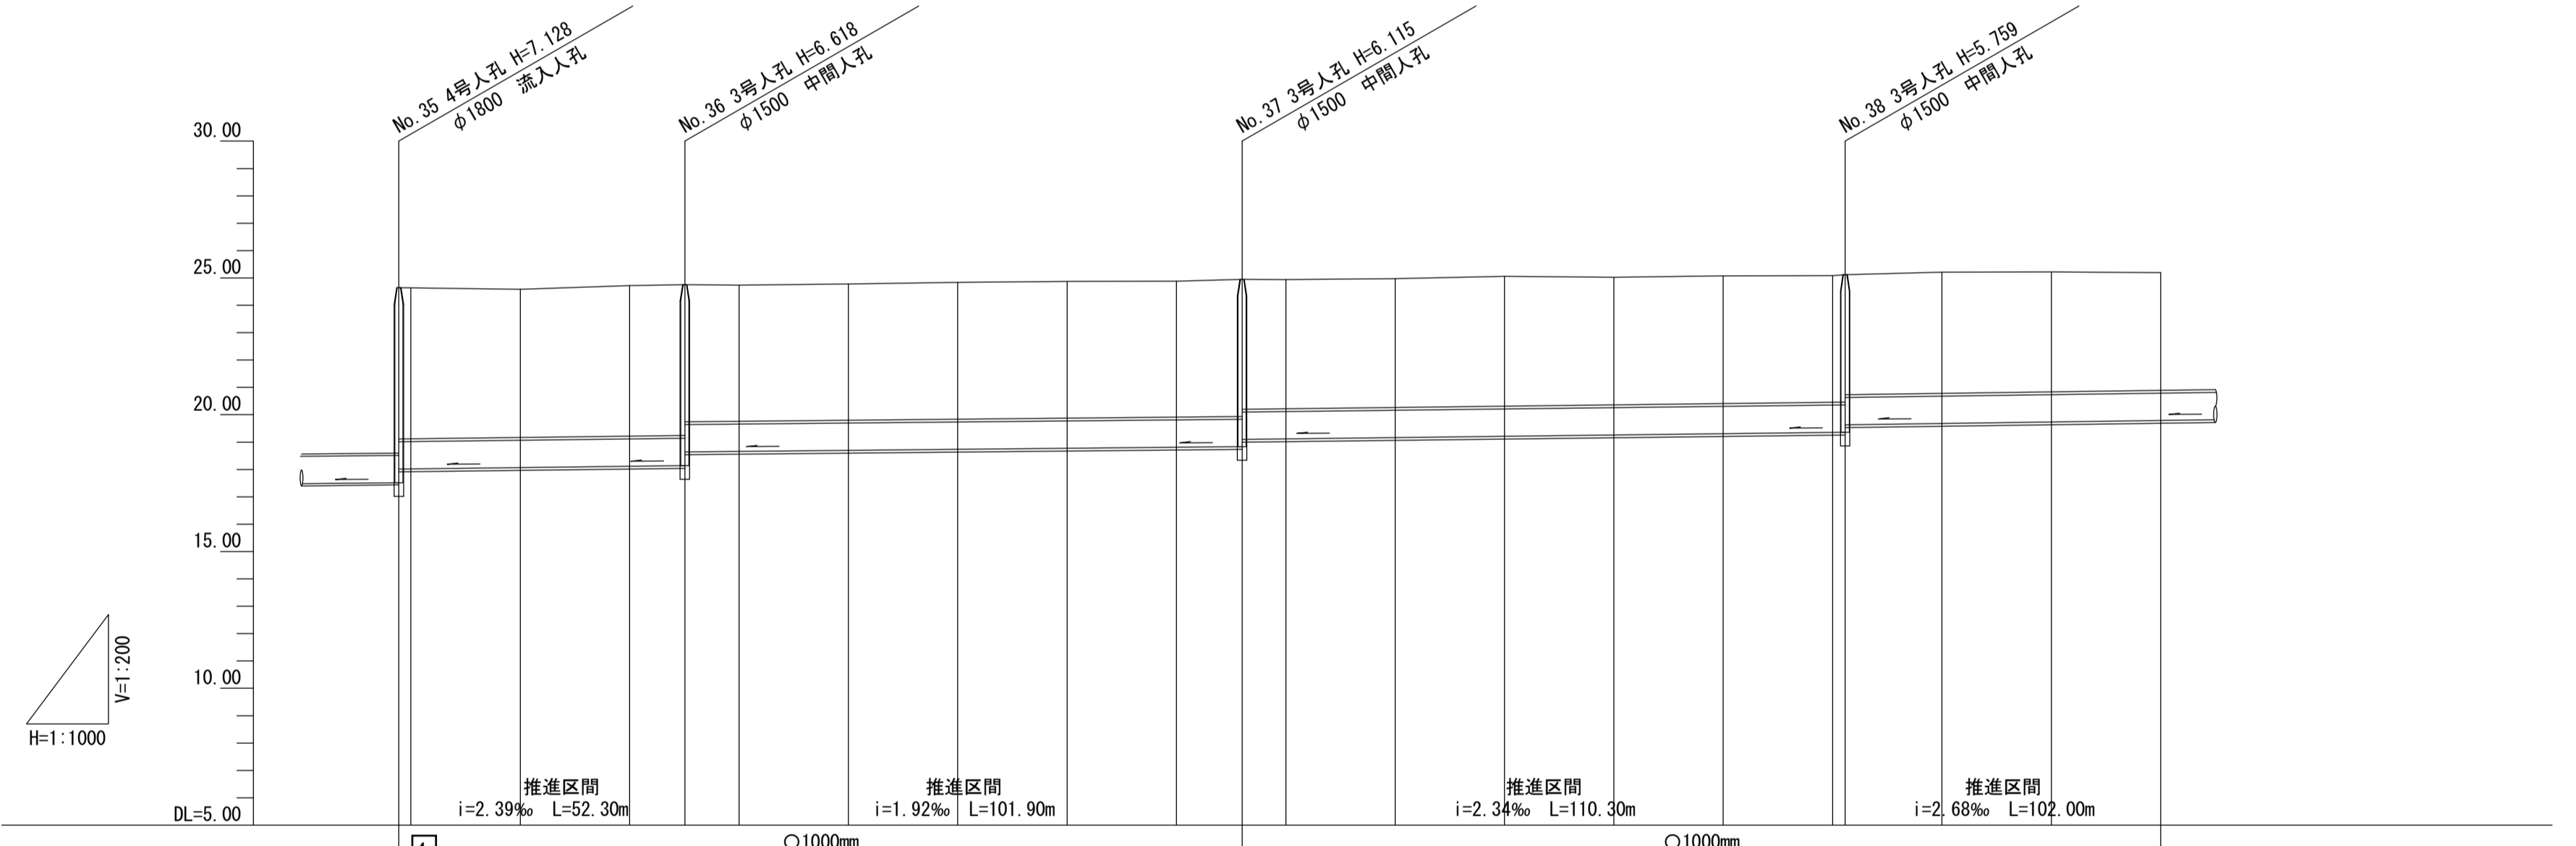 No.35 4号人孔 H=7.128
φ1800 流入人孔
No.36 3号人孔 H=6.618
φ1500 中間人孔
No.37 3号人孔 H=6.115
φ1500 中間人孔
No.38 3号人孔 H=5.759
φ1500 中間人孔
30.00
25.00
20.00
15.00
10.00
DL=5.00
V=1:200
H=1:1000
推進区間
i=2.39‰ L=52.30m
推進区間
i=1.92‰ L=101.90m
推進区間
i=2.34‰ L=110.30m
推進区間
i=2.68‰ L=102.00m
○1000mm
○1000mm